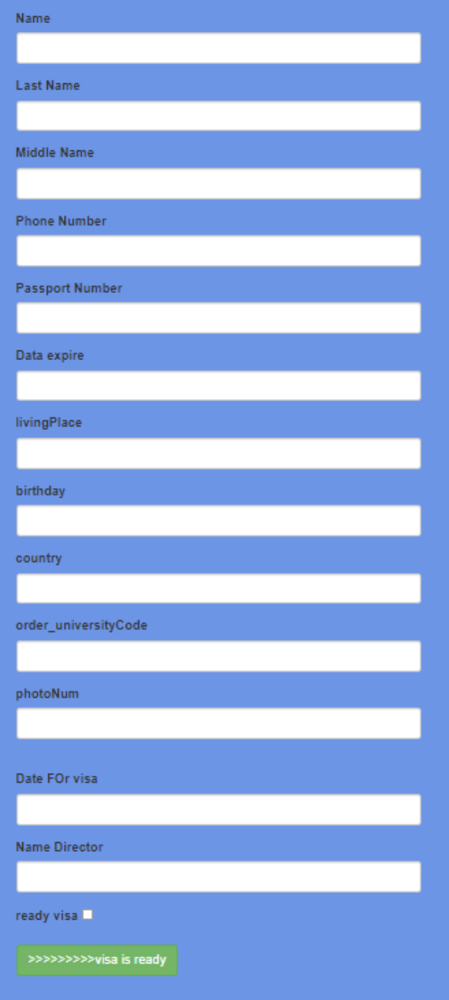 Name
Last Name
Middle Name
Phone Number
Passport Number
Data expire
livingPlace
birthday
country
order_universityCode
photoNum
Date FOr visa
Name Director
ready visa
>>>>>>>>>visa is ready